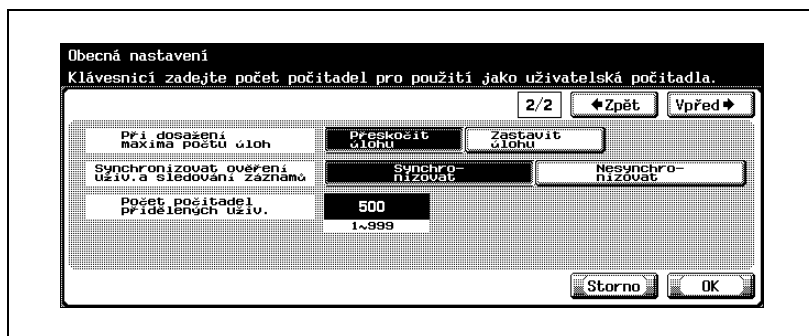 Obecná nastavení
Klávesnicí zadejte počet počitadel pro použití jako uživatelská počitadla.
2/2 ←Zpět Vpřed→
Při dosažení
maxima počtu úloh
Přeskočit
úlohu
Zastavit
úlohu
Synchronizovat ověření
uživ.a sledování záznamů
Synchro-
nizovat
Nesynchro-
nizovat
Počet počitadel
přidělených uživ.
500
1~999
Storno OK